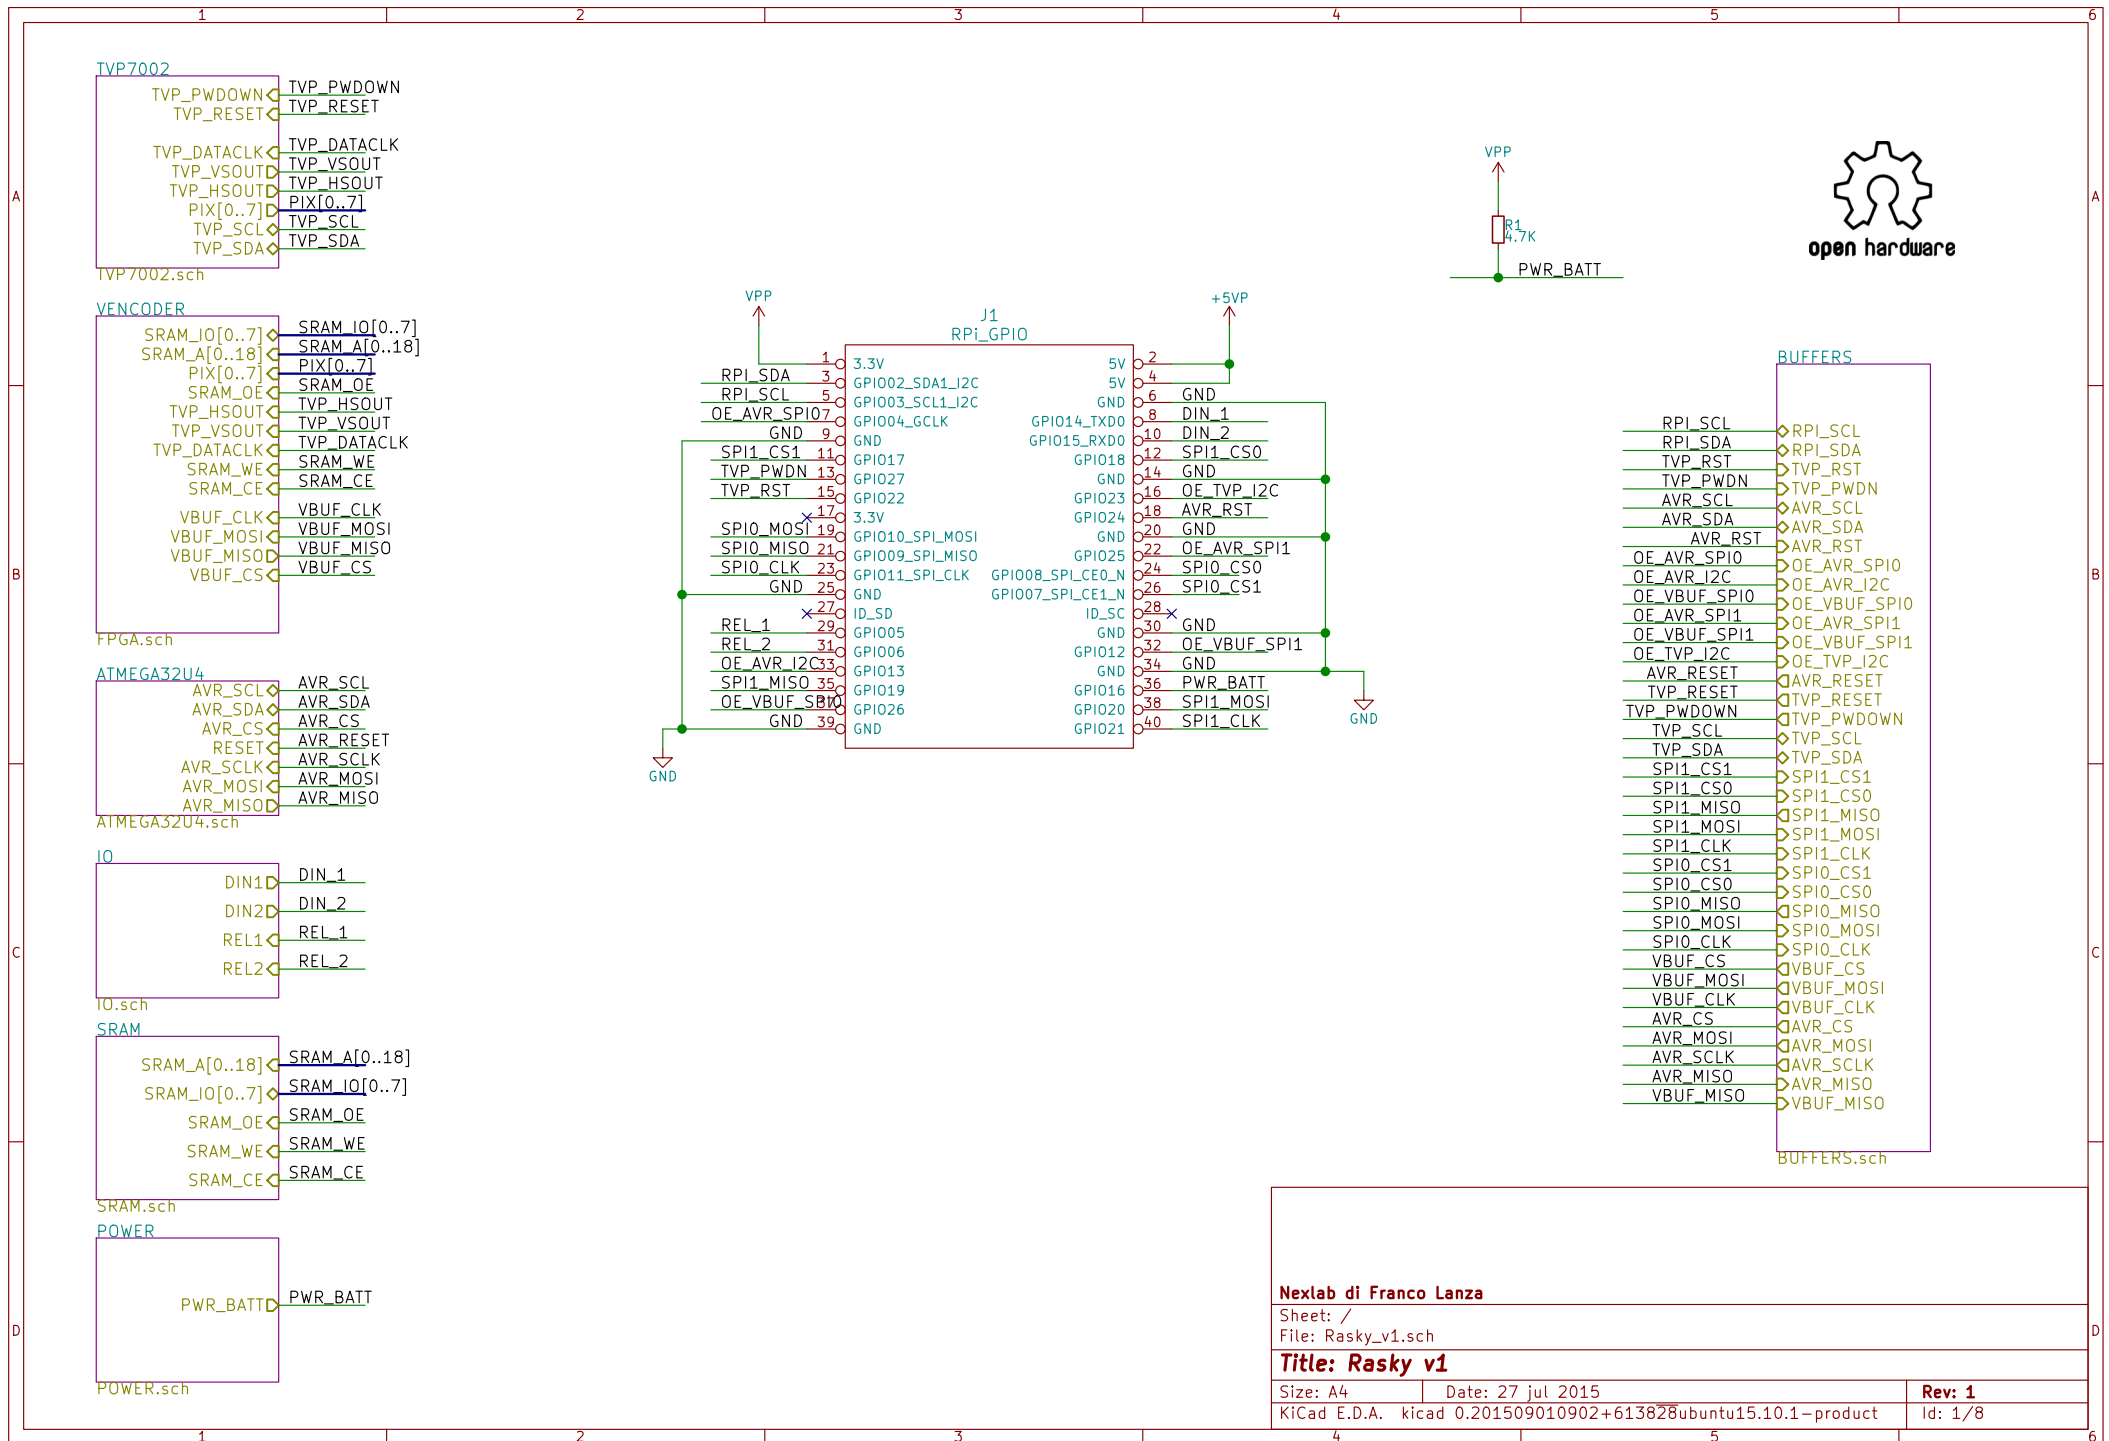 1 2 3 4 5 6
A
B
C
D
TVP7002
TVP_PWDOWN TVP_PWDOWN
TVP_RESET TVP_RESET
TVP_DATACLK TVP_DATACLK
TVP_VSOUT TVP_VSOUT
TVP_HSOUT TVP_HSOUT
PIX[0..7] PIX[0..7]
TVP_SCL TVP_SCL
TVP_SDA TVP_SDA
TVP7002.sch
VENCODER
SRAM_IO[0..7] SRAM_IO[0..7]
SRAM_A[0..18] SRAM_A[0..18]
PIX[0..7] PIX[0..7]
SRAM_OE SRAM_OE
TVP_HSOUT TVP_HSOUT
TVP_VSOUT TVP_VSOUT
TVP_DATACLK TVP_DATACLK
SRAM_WE SRAM_WE
SRAM_CE SRAM_CE
VBUF_CLK VBUF_CLK
VBUF_MOSI VBUF_MOSI
VBUF_MISO VBUF_MISO
VBUF_CS VBUF_CS
FPGA.sch
ATMEGA32U4
AVR_SCL AVR_SCL
AVR_SDA AVR_SDA
AVR_CS AVR_CS
RESET AVR_RESET
AVR_SCLK AVR_SCLK
AVR_MOSI AVR_MOSI
AVR_MISO AVR_MISO
ATMEGA32U4.sch
IO
DIN1 DIN_1
DIN2 DIN_2
REL1 REL_1
REL2 REL_2
IO.sch
SRAM
SRAM_A[0..18] SRAM_A[0..18]
SRAM_IO[0..7] SRAM_IO[0..7]
SRAM_OE SRAM_OE
SRAM_WE SRAM_WE
SRAM_CE SRAM_CE
SRAM.sch
POWER
PWR_BATT PWR_BATT
POWER.sch
VPP
+5VP
J1
RPi_GPIO
1 3.3V 5V 2
RPI_SDA 3 GPIO02_SDA1_I2C 5V 4
RPI_SCL 5 GPIO03_SCL1_I2C GND 6 GND
OE_AVR_SPI0 7 GPIO04_GCLK GPIO14_TXD0 8 DIN_1
GND 9 GND GPIO15_RXD0 10 DIN_2
SPI1_CS1 11 GPIO17 GPIO18 12 SPI1_CS0
TVP_PWDN 13 GPIO27 GND 14 GND
TVP_RST 15 GPIO22 GPIO23 16 OE_TVP_I2C
17 3.3V GPIO24 18 AVR_RST
SPI0_MOSI 19 GPIO10_SPI_MOSI GND 20 GND
SPI0_MISO 21 GPIO09_SPI_MISO GPIO25 22 OE_AVR_SPI1
SPI0_CLK 23 GPIO11_SPI_CLK GPIO08_SPI_CE0_N 24 SPI0_CS0
GND 25 GND GPIO07_SPI_CE1_N 26 SPI0_CS1
27 ID_SD ID_SC 28
REL_1 29 GPIO05 GND 30 GND
REL_2 31 GPIO06 GPIO12 32 OE_VBUF_SPI1
OE_AVR_I2C 33 GPIO13 GND 34 GND
SPI1_MISO 35 GPIO19 GPIO16 36 PWR_BATT
OE_VBUF_SPI0 37 GPIO26 GPIO20 38 SPI1_MOSI
GND 39 GND GPIO21 40 SPI1_CLK
GND
GND
VPP
R1
4.7K
PWR_BATT
open hardware
BUFFERS
RPI_SCL RPI_SCL
RPI_SDA RPI_SDA
TVP_RST TVP_RST
TVP_PWDN TVP_PWDN
AVR_SCL AVR_SCL
AVR_SDA AVR_SDA
AVR_RST AVR_RST
OE_AVR_SPI0 OE_AVR_SPI0
OE_AVR_I2C OE_AVR_I2C
OE_VBUF_SPI0 OE_VBUF_SPI0
OE_AVR_SPI1 OE_AVR_SPI1
OE_VBUF_SPI1 OE_VBUF_SPI1
OE_TVP_I2C OE_TVP_I2C
AVR_RESET AVR_RESET
TVP_RESET TVP_RESET
TVP_PWDOWN TVP_PWDOWN
TVP_SCL TVP_SCL
TVP_SDA TVP_SDA
SPI1_CS1 SPI1_CS1
SPI1_CS0 SPI1_CS0
SPI1_MISO SPI1_MISO
SPI1_MOSI SPI1_MOSI
SPI1_CLK SPI1_CLK
SPI0_CS1 SPI0_CS1
SPI0_CS0 SPI0_CS0
SPI0_MISO SPI0_MISO
SPI0_MOSI SPI0_MOSI
SPI0_CLK SPI0_CLK
VBUF_CS VBUF_CS
VBUF_MOSI VBUF_MOSI
VBUF_CLK VBUF_CLK
AVR_CS AVR_CS
AVR_MOSI AVR_MOSI
AVR_SCLK AVR_SCLK
AVR_MISO AVR_MISO
VBUF_MISO VBUF_MISO
BUFFERS.sch
A
B
C
D
Nexlab di Franco Lanza
Sheet: /
File: Rasky_v1.sch
Title: Rasky v1
Size: A4 Date: 27 jul 2015 Rev: 1
KiCad E.D.A. kicad 0.201509010902+613828ubuntu15.10.1-product Id: 1/8
1 2 3 4 5 6